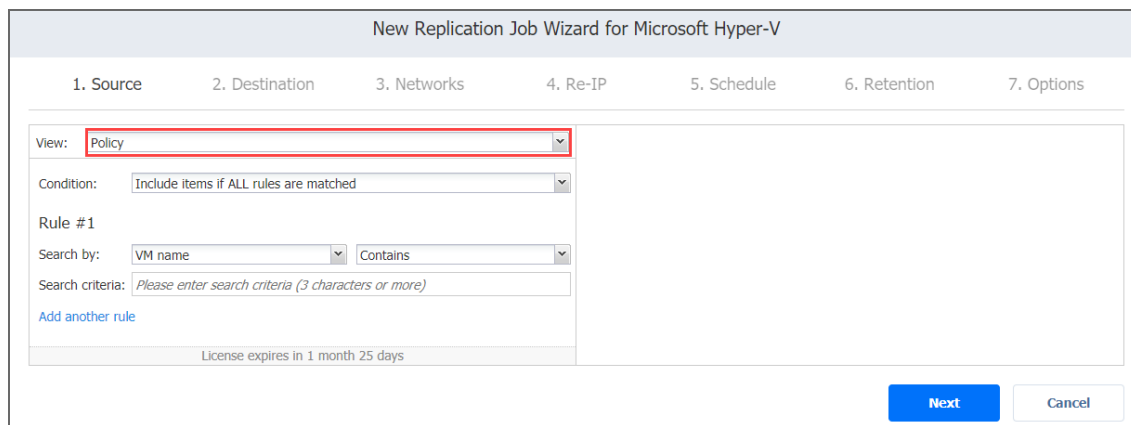 New Replication Job Wizard for Microsoft Hyper-V
1. Source 2. Destination 3. Networks 4. Re-IP 5. Schedule 6. Retention 7. Options
View: Policy
Condition: Include items if ALL rules are matched
Rule #1
Search by: VM name Contains
Search criteria: Please enter search criteria (3 characters or more)
Add another rule
License expires in 1 month 25 days
Next Cancel